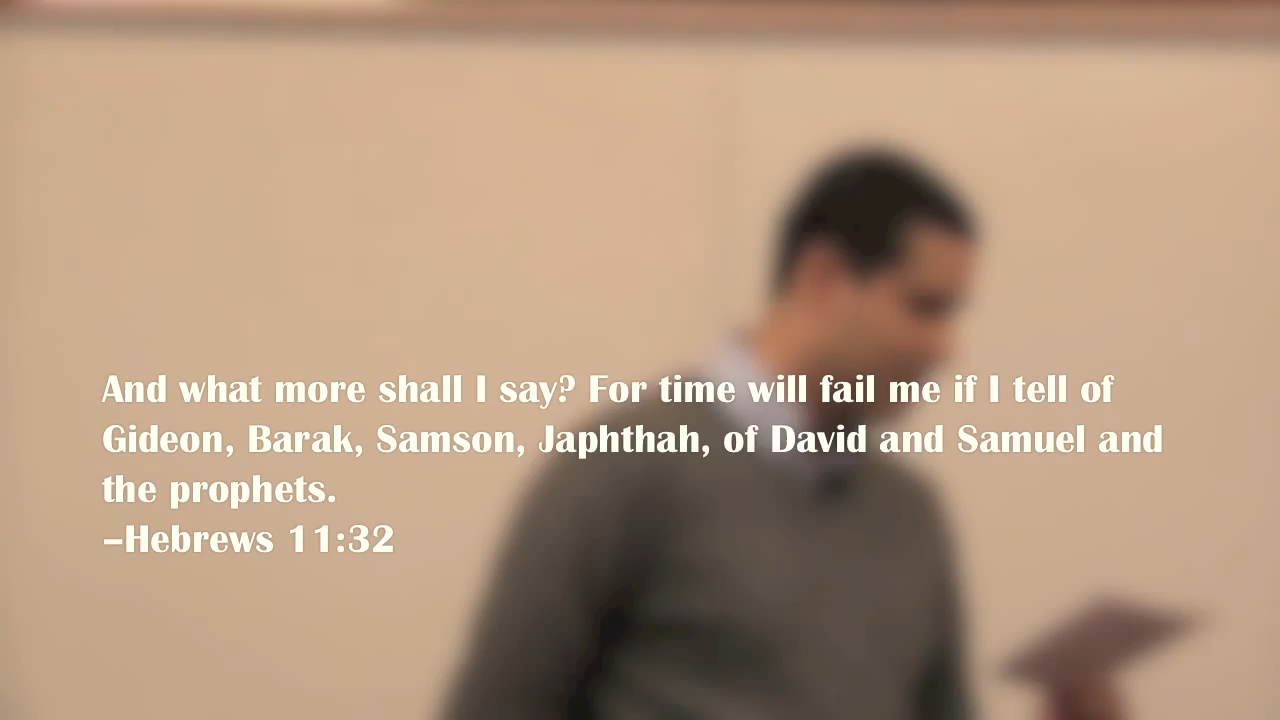 And what more shall I say? For time will fail me if I tell of
Gideon, Barak, Samson, Japhthah, of David and Samuel and
the prophets.
–Hebrews 11:32